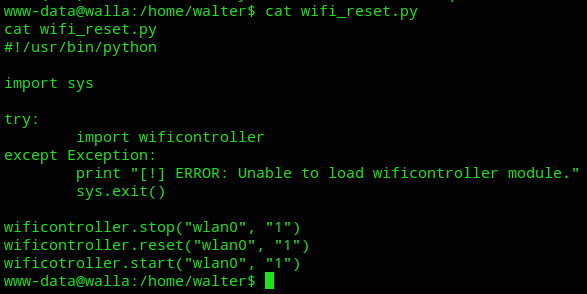 www-data@walla:/home/walter$ cat wifi_reset.py
cat wifi_reset.py
#!/usr/bin/python
import sys
try:
        import wificontroller
except Exception:
        print "[!] ERROR: Unable to load wificontroller module."
        sys.exit()
wificontroller.stop("wlan0", "1")
wificontroller.reset("wlan0", "1")
wificotroller.start("wlan0", "1")
www-data@walla:/home/walter$